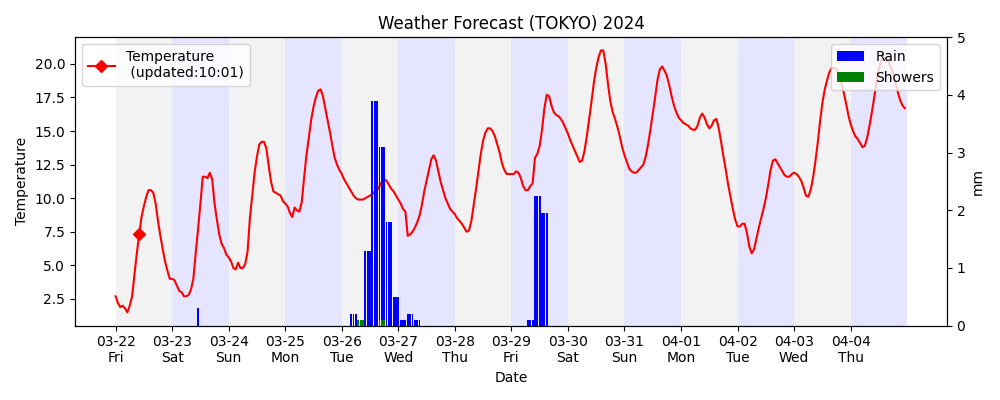 Weather Forecast (TOKYO) 2024
Temperature
(updated:10:01)
Rain
Showers
20.0
17.5
15.0
12.5
10.0
7.5
5.0
2.5
Temperature
5
4
3
2
1
0
mm
03-22 03-23 03-24 03-25 03-26 03-27 03-28 03-29 03-30 03-31 04-01 04-02 04-03 04-04
Fri Sat Sun Mon Tue Wed Thu Fri Sat Sun Mon Tue Wed Thu
Date